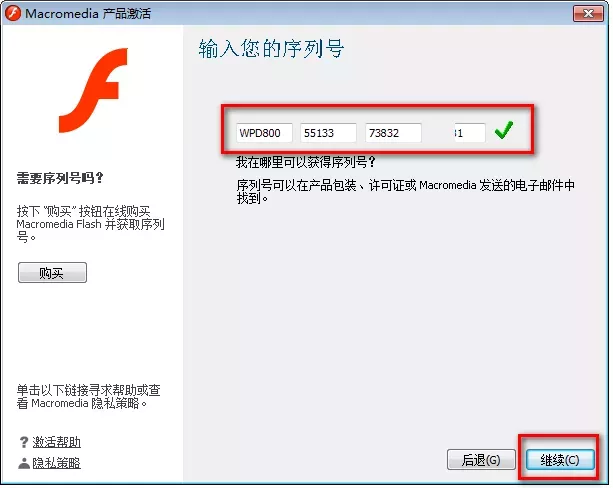 Macromedia 产品激活
输入您的序列号
WPD800 55133 73832
我在哪里可以获得序列号？
序列号可以在产品包装、许可证或 Macromedia 发送的电子邮件中
找到。
需要序列号吗？
按下 “购买” 按钮在线购买
Macromedia Flash 并获取序列
号。
购买
单击以下链接寻求帮助或查
看 Macromedia 隐私策略。
? 激活帮助
隐私策略
后退(G) 继续(C)